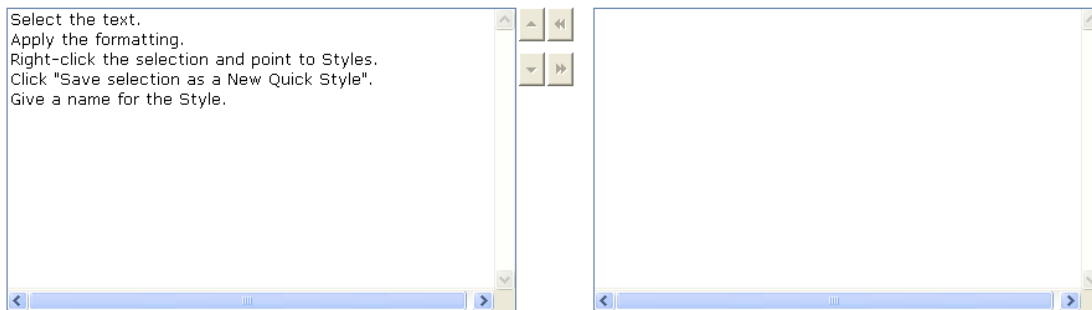 Select the text.
Apply the formatting.
Right-click the selection and point to Styles.
Click "Save selection as a New Quick Style".
Give a name for the Style.